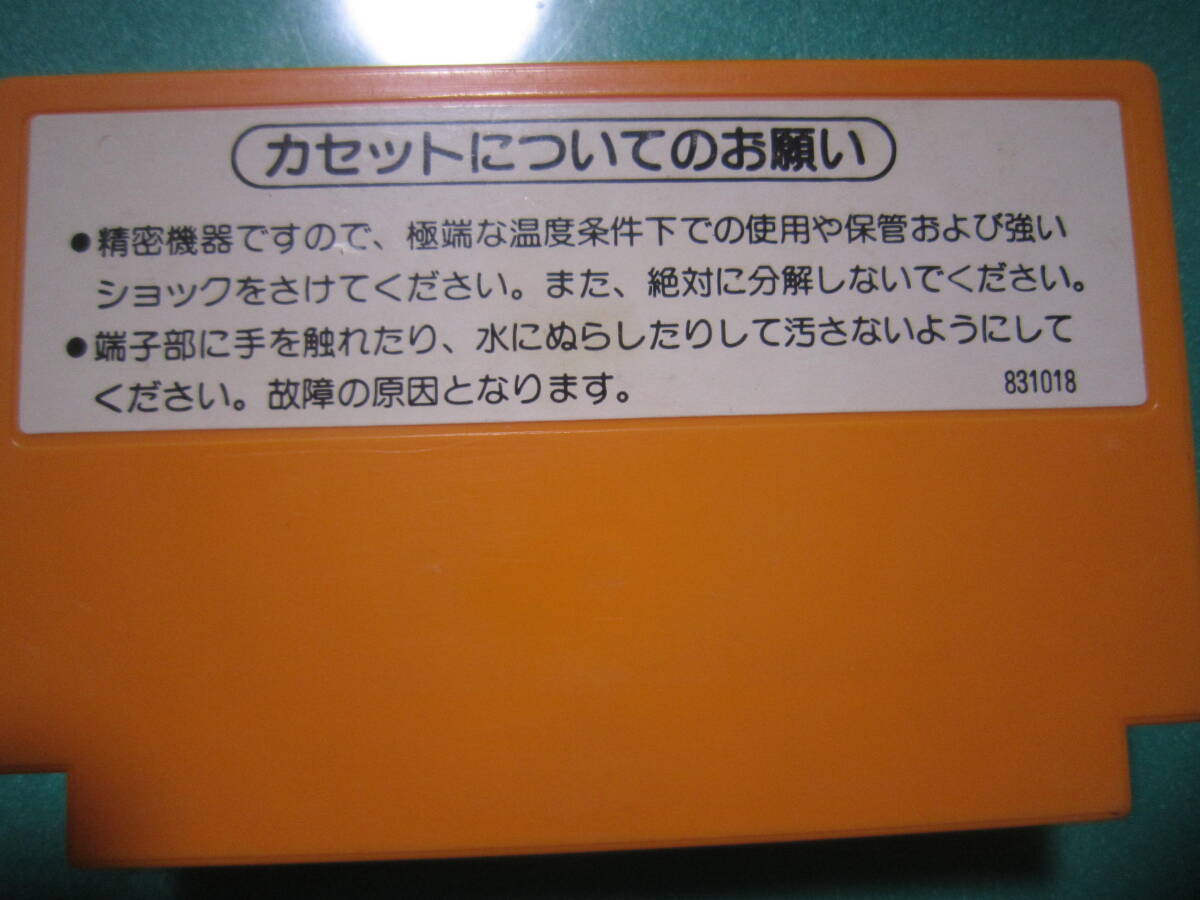 カセットについてのお願い
●精密機器ですので、極端な温度条件下での使用や保管および強い
ショックをさけてください。また、絶対に分解しないでください。
●端子部に手を触れたり、水にぬらしたりして汚さないようにして
ください。故障の原因となります。
831018